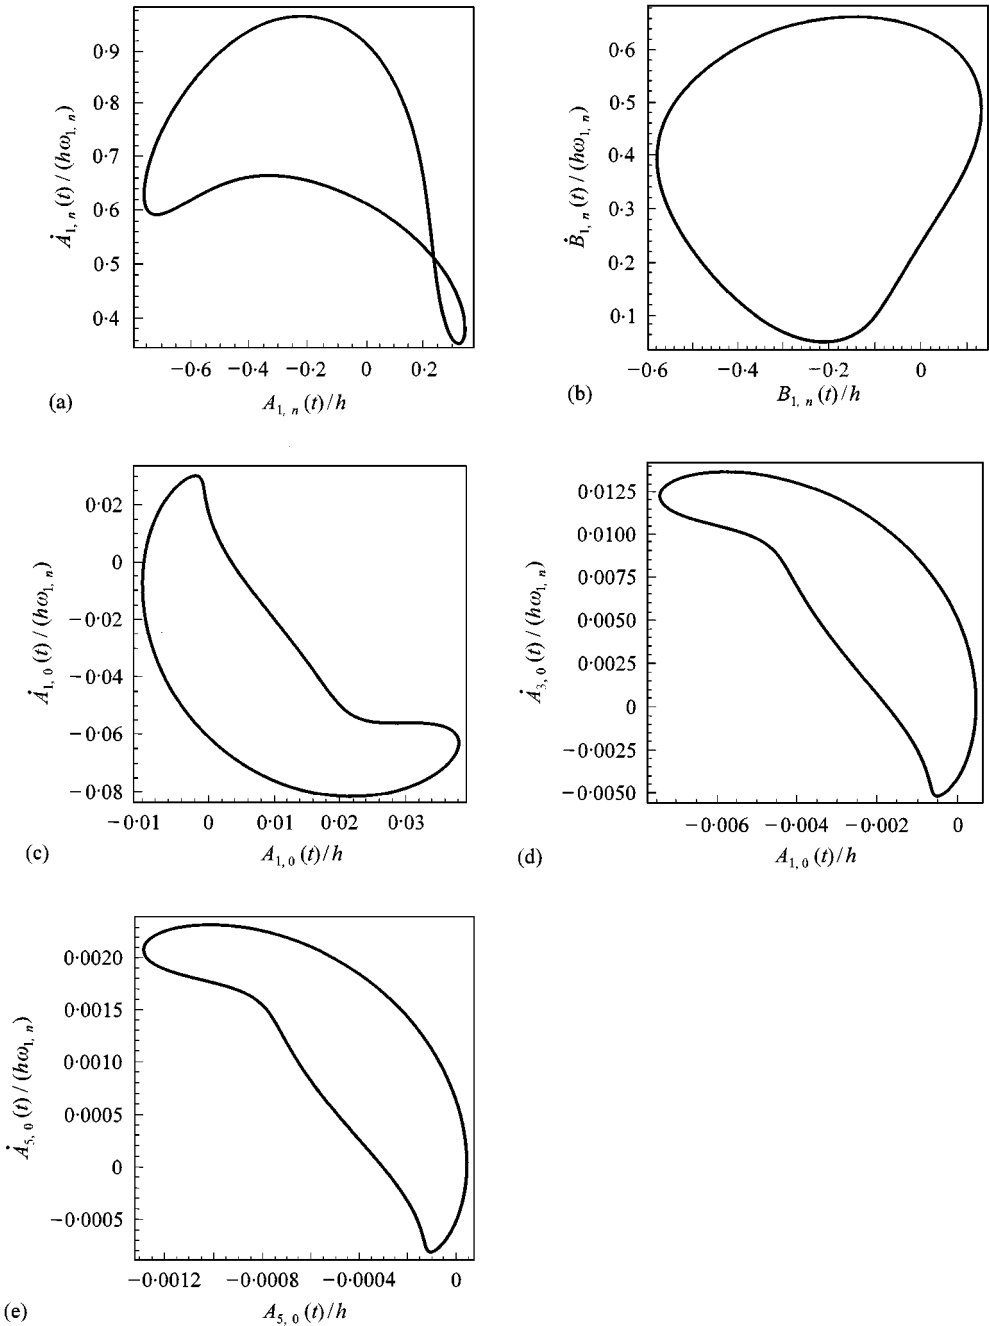 0·9
0·8
0·7
0·6
0·5
0·4
Ȧ1, n (t) / (hω1, n)
−0·6 −0·4 −0·2 0 0·2
(a) A1, n (t)/h
0·6
0·5
0·4
0·3
0·2
0·1
Ḃ1, n (t) / (hω1, n)
−0·6 −0·4 −0·2 0
(b) B1, n (t)/h
0·02
0
−0·02
−0·04
−0·06
−0·08
Ȧ1, 0 (t) / (hω1, n)
−0·01 0 0·01 0·02 0·03
(c) A1, 0 (t)/h
0·0125
0·0100
0·0075
0·0050
0·0025
0
−0·0025
−0·0050
Ȧ3, 0 (t) / (hω1, n)
−0·006 −0·004 −0·002 0
(d) A1, 0 (t)/h
0·0020
0·0015
0·0010
0·0005
0
−0·0005
Ȧ5, 0 (t) / (hω1, n)
−0·0012 −0·0008 −0·0004 0
(e) A5, 0 (t)/h